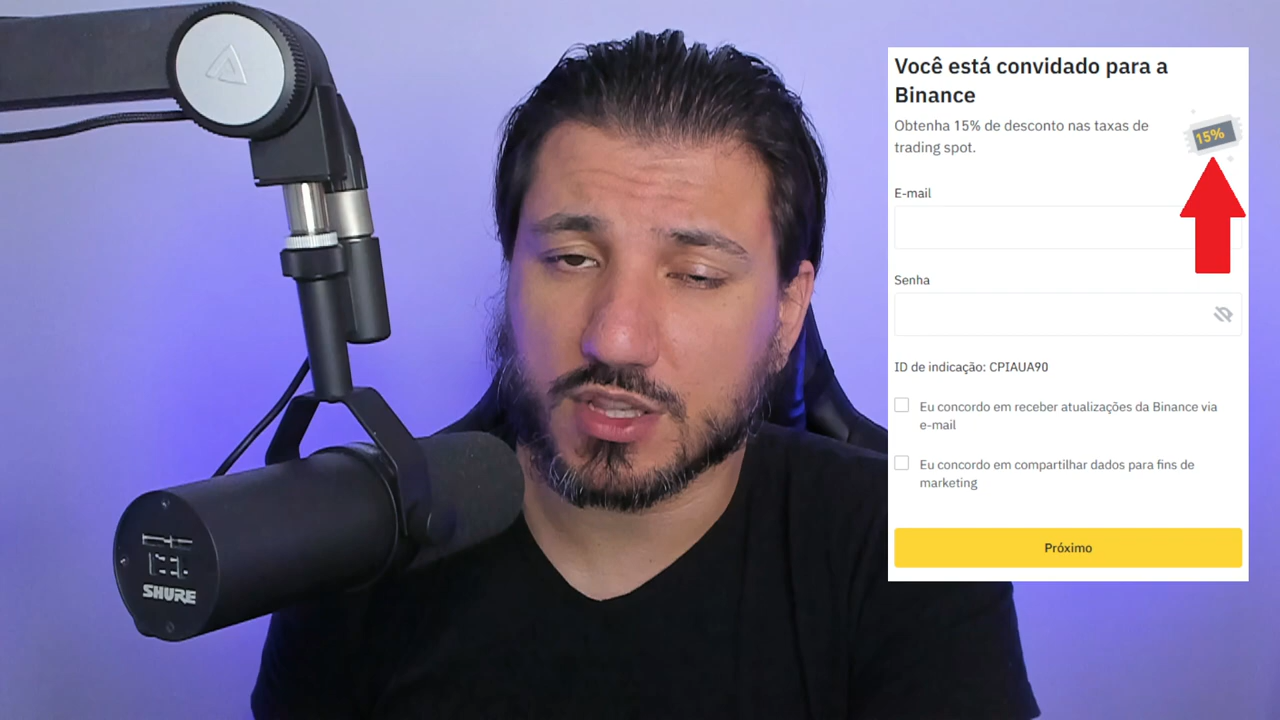 SHURE
Você está convidado para a
Binance
Obtenha 15% de desconto nas taxas de
trading spot.
15%
E-mail
Senha
ID de indicação: CPIAUA90
Eu concordo em receber atualizações da Binance via
e-mail
Eu concordo em compartilhar dados para fins de
marketing
Próximo